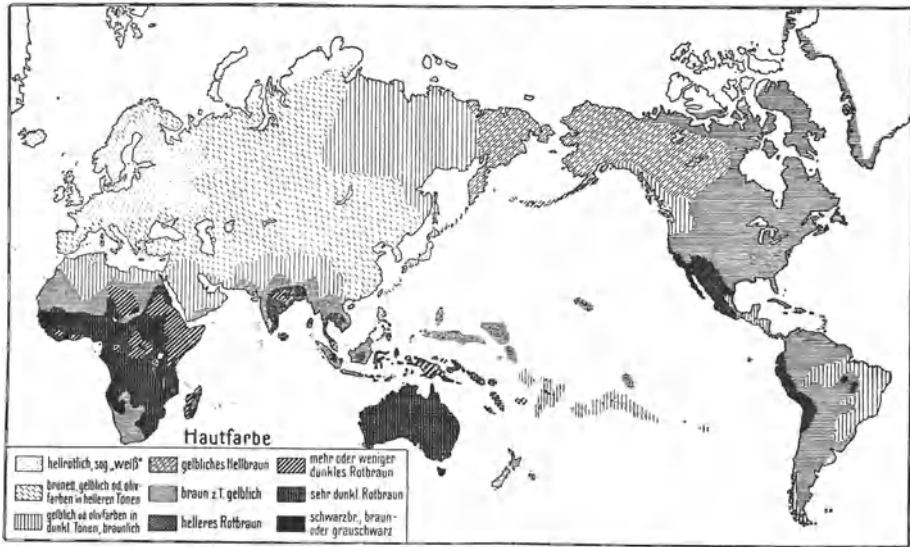 Hautfarbe
hellrötlich, sog. „weiß"
brünett, gelblich od. oliv-
farben in helleren Tönen
gelblich od. olivfarben in
dunkl. Tönen, bräunlich
gelbliches Hellbraun
braun z.T. gelblich
helleres Rotbraun
mehr oder weniger
dunkles Rotbraun
sehr dunkl. Rotbraun
schwarzbr., braun-
oder grauschwarz